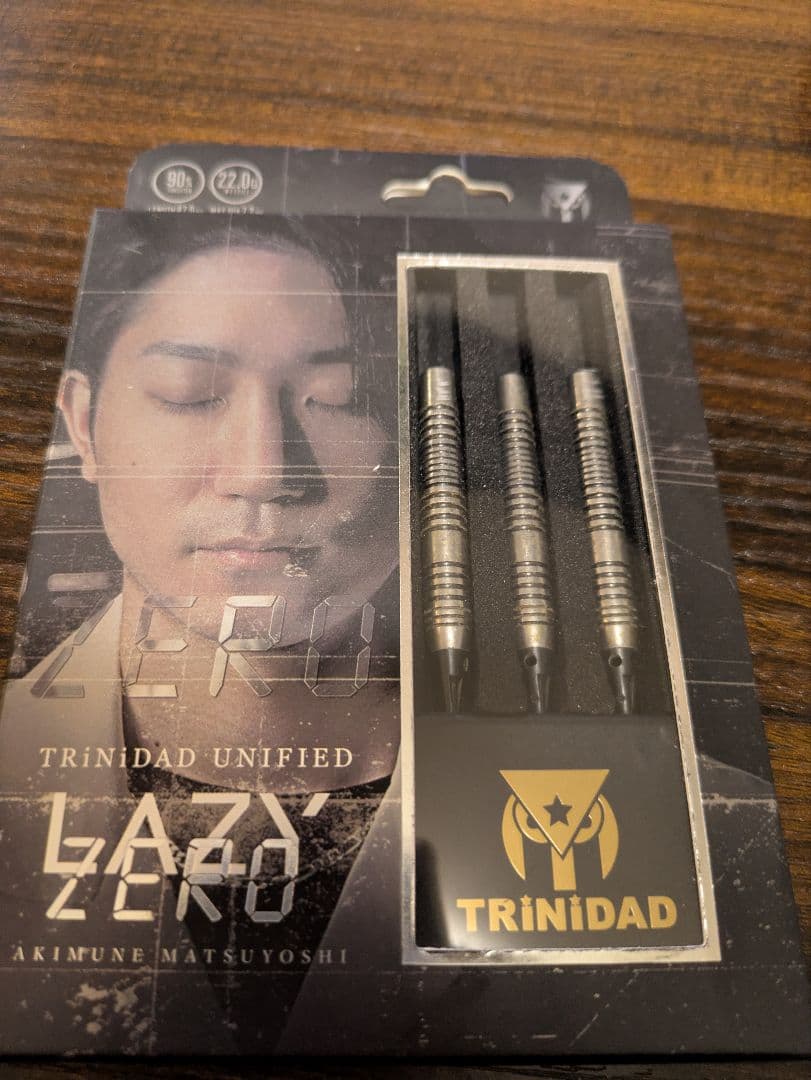 90%
22.0g
ZERO
TRiNiDAD UNIFIED
LAZY
ZERO
AKIMUNE MATSUYOSHI
TRiNiDAD